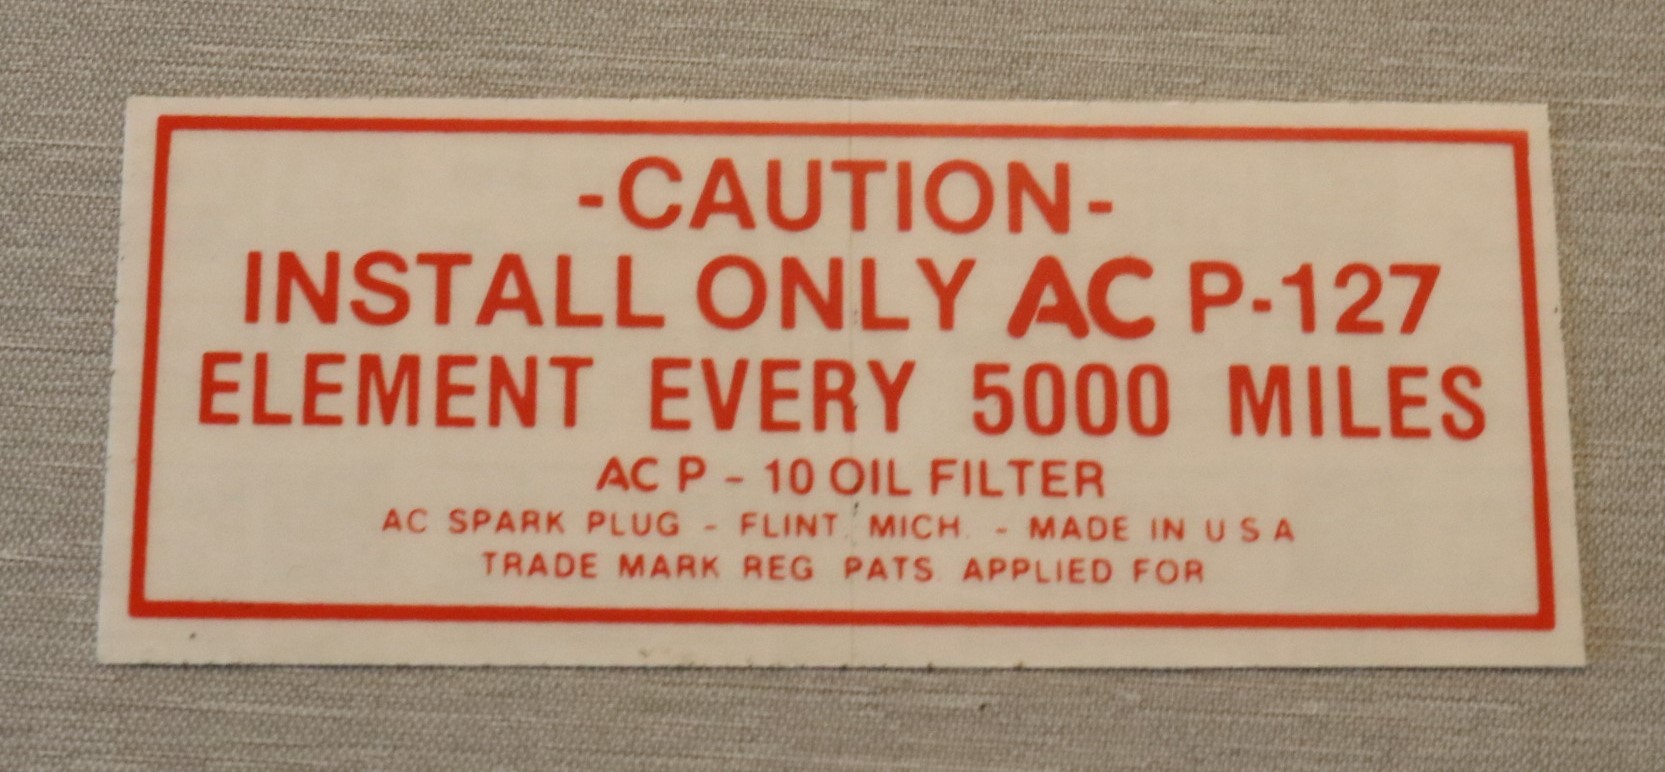 -CAUTION-
INSTALL ONLY AC P-127
ELEMENT EVERY 5000 MILES
AC P - 10 OIL FILTER
AC SPARK PLUG - FLINT MICH. - MADE IN U S A
TRADE MARK REG PATS APPLIED FOR